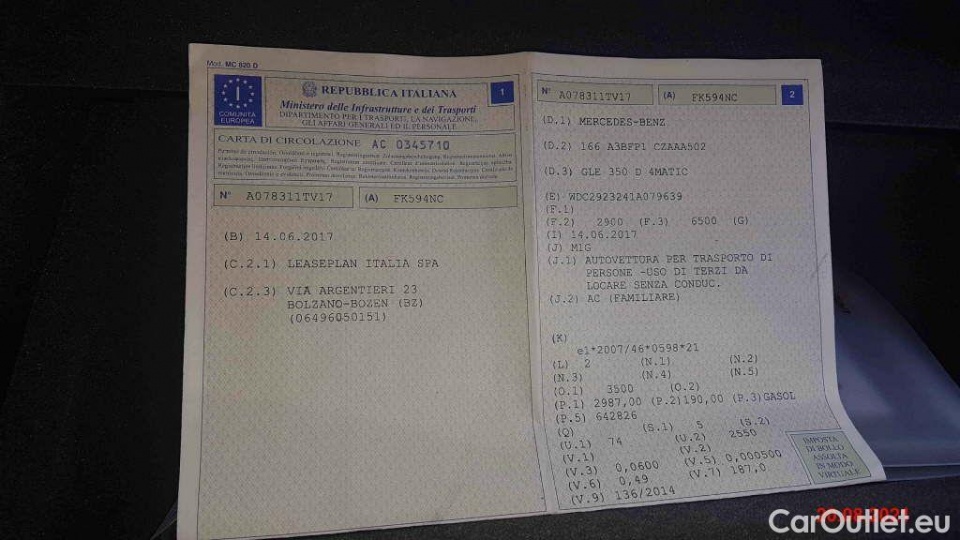 Mod. MC 820 D
REPUBBLICA ITALIANA
1
Ministero delle Infrastrutture e dei Trasporti
DIPARTIMENTO PER I TRASPORTI, LA NAVIGAZIONE,
GLI AFFARI GENERALI ED IL PERSONALE
I
COMUNITÀ
EUROPEA
CARTA DI CIRCOLAZIONE AC 0345710
N° A078311TV17 (A) FK594NC
(B) 14.06.2017
(C.2.1) LEASEPLAN ITALIA SPA
(C.2.3) VIA ARGENTIERI 23
BOLZANO-BOZEN (BZ)
(06496050151)
N° A078311TV17 (A) FK594NC 2
(D.1) MERCEDES-BENZ
(D.2) 166 A3BFP1 CZAAA502
(D.3) GLE 350 D 4MATIC
(E) WDC2923241A079639
(F.1)
(F.2) 2900 (F.3) 6500 (G)
(I) 14.06.2017
(J) M1G
(J.1) AUTOVETTURA PER TRASPORTO DI
PERSONE -USO DI TERZI DA
LOCARE SENZA CONDUC.
(J.2) AC (FAMILIARE)
(K)
e1*2007/46*0598*21
(L) 2 (N.1) (N.2)
(N.3) (N.4) (N.5)
(O.1) 3500 (O.2)
(P.1) 2987,00 (P.2)190,00 (P.3)GASOL
(P.5) 642826
(Q) (S.1) 5 (S.2)
(U.1) 74 (U.2) 2550
(V.1) (V.2)
(V.3) 0,0600 (V.5) 0,000500
(V.6) 0,49 (V.7) 187,0
(V.9) 136/2014
IMPOSTA
DI BOLLO
ASSOLTA
IN MODO
VIRTUALE
CarOutlet.eu